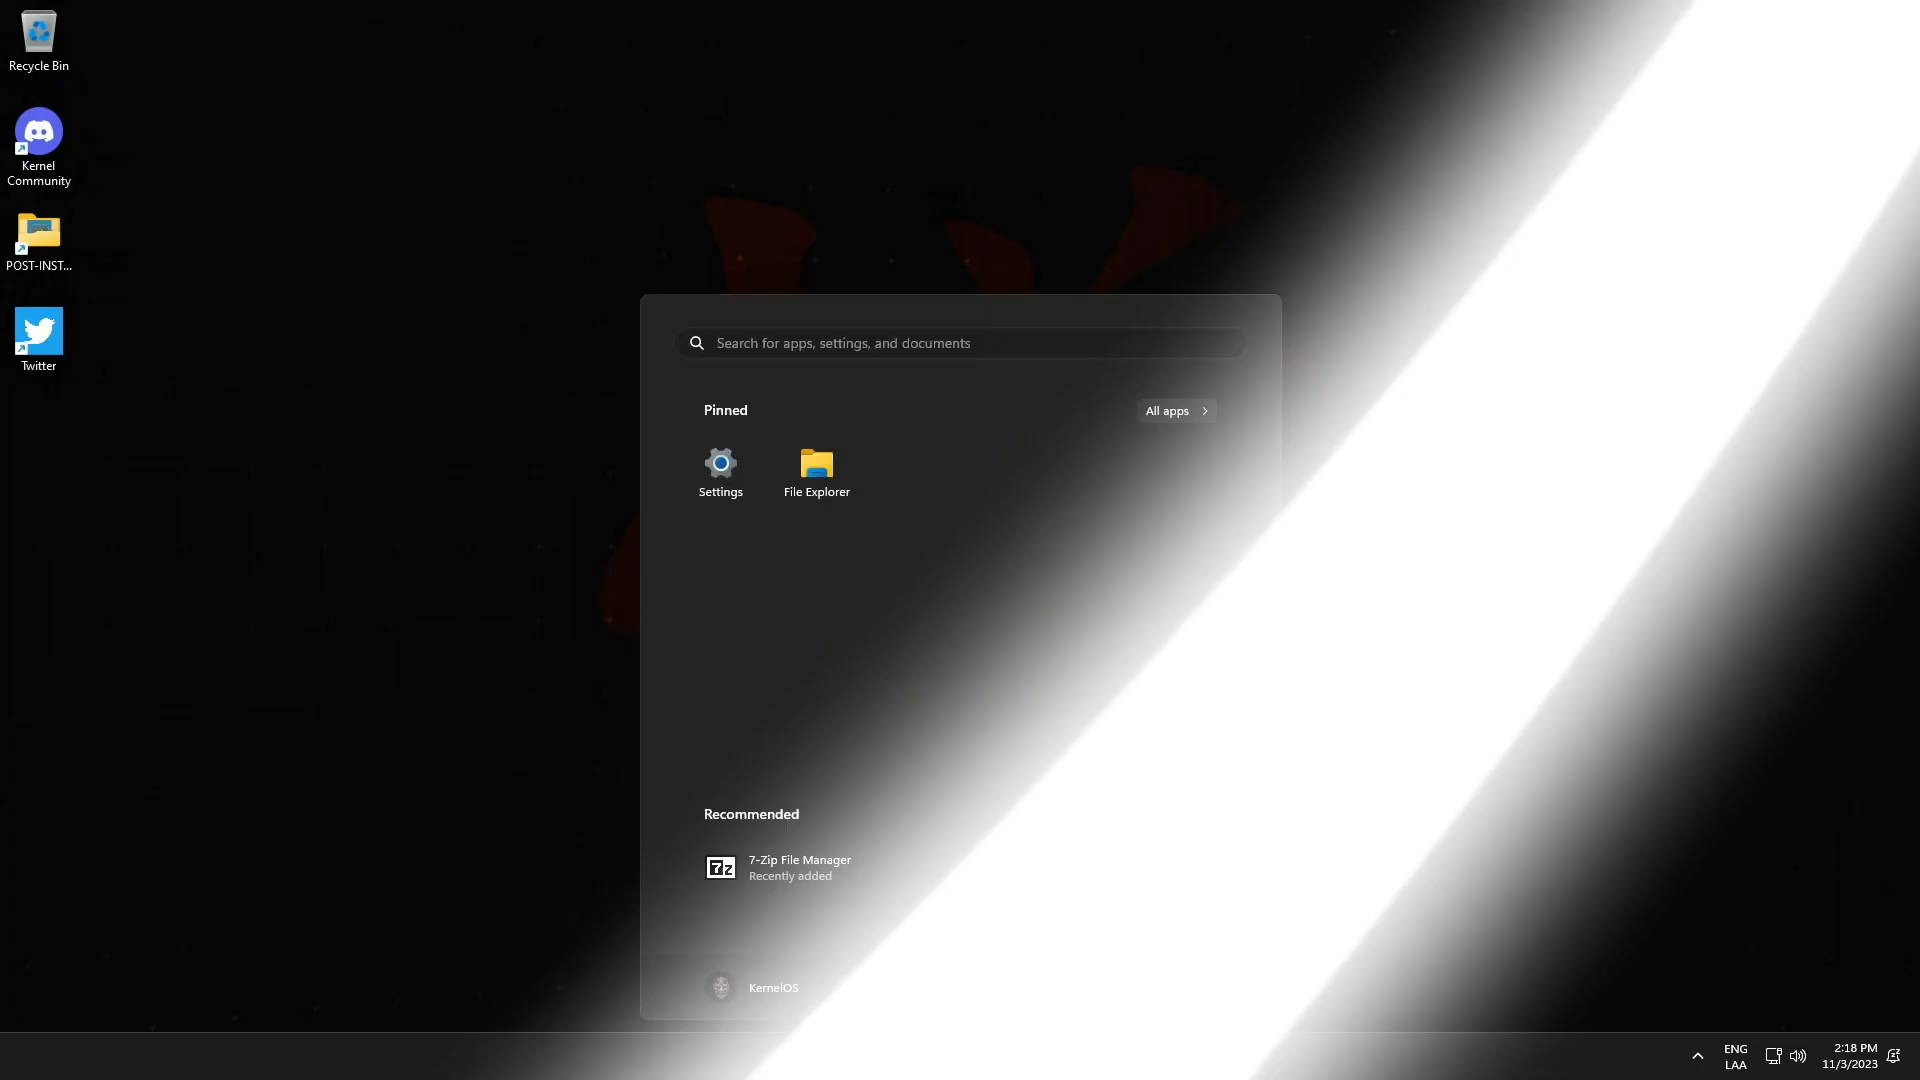 Recycle Bin
Kernel
Community
POST-INST...
Twitter
Search for apps, settings, and documents
Pinned
All apps
Settings
File Explorer
Recommended
7z
7-Zip File Manager
Recently added
KernelOS
ENG
LAA
2:18 PM
11/3/2023